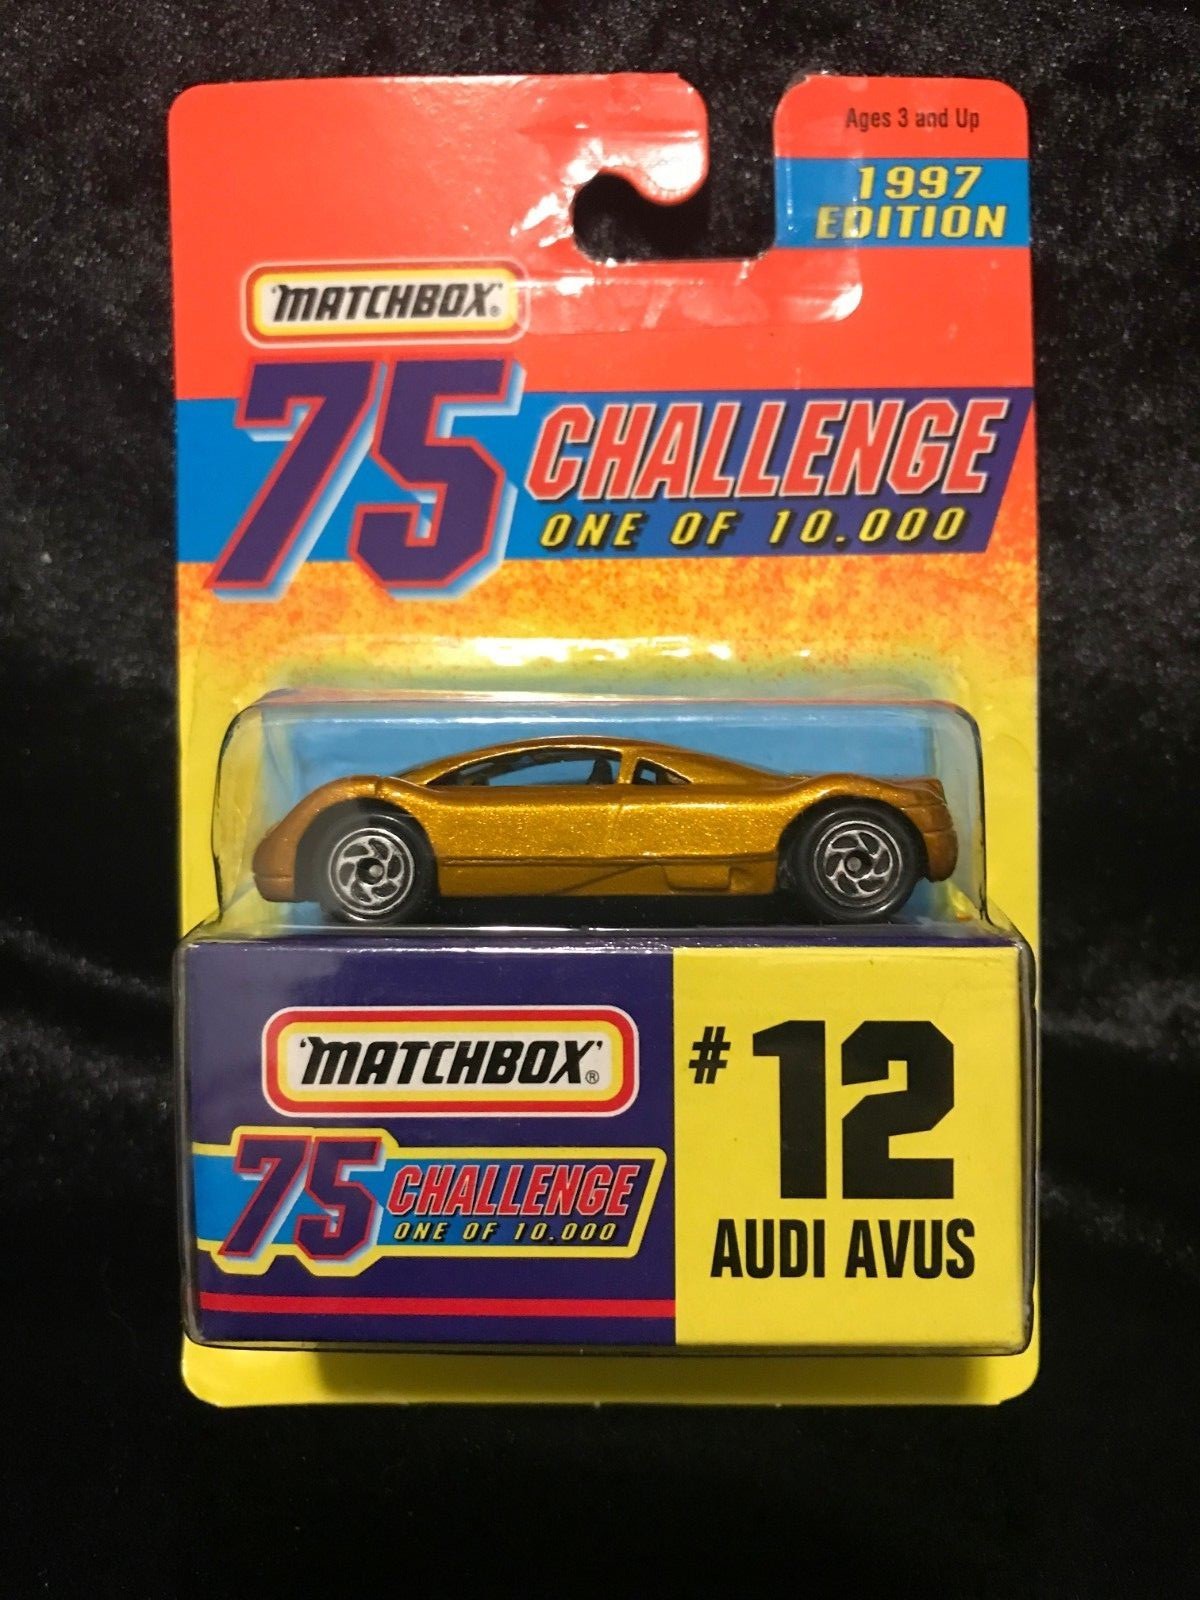 Ages 3 and Up
1997
EDITION
MATCHBOX®
75 CHALLENGE
ONE OF 10.000
MATCHBOX®
75 CHALLENGE
ONE OF 10.000
#12
AUDI AVUS